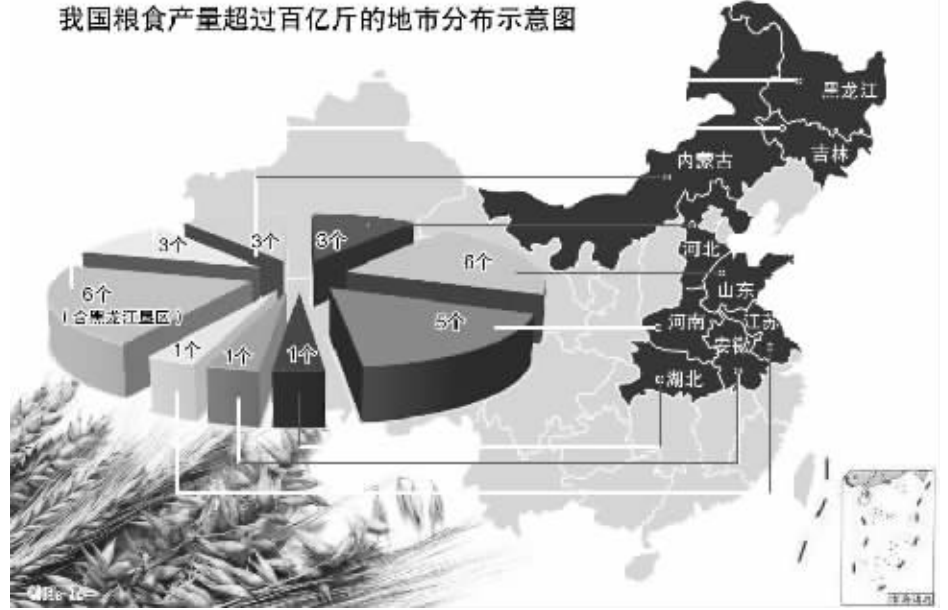 我国粮食产量超过百亿斤的地市分布示意图
黑龙江
吉林
内蒙古
河北
山东
河南
江苏
安徽
湖北
3个
3个
3个
6个
6个
(含黑龙江垦区)
5个
1个
1个
1个